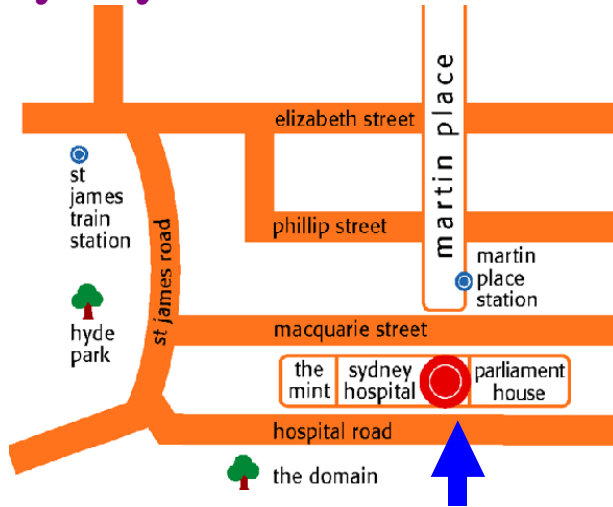 elizabeth street
martin place
st
james
train
station
st james road
phillip street
martin
place
station
hyde
park
macquarie street
the
mint
sydney
hospital
parliament
house
hospital road
the domain